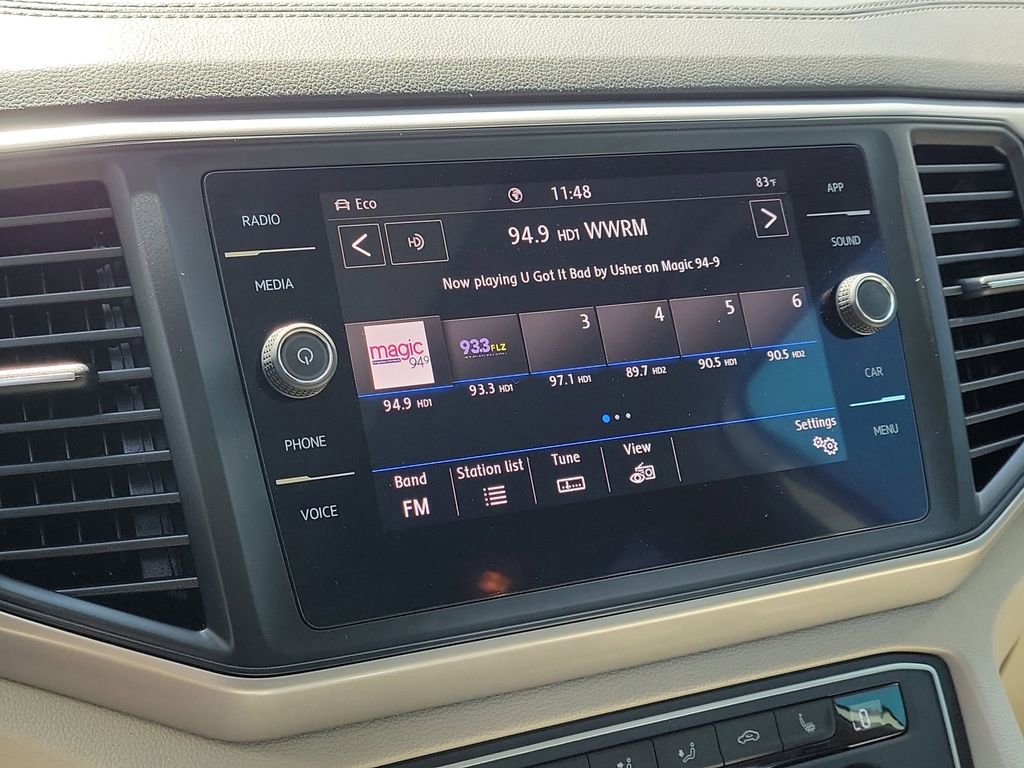 RADIO
MEDIA
PHONE
VOICE
Eco
11:48
83°F
HD
94.9 HD1 WWRM
Now playing U Got It Bad by Usher on Magic 94-9
magic
94.9
93.3 FLZ
3
4
5
6
94.9 HD1
93.3 HD1
97.1 HD1
89.7 HD2
90.5 HD1
90.5 HD2
Settings
Band
FM
Station list
Tune
View
APP
SOUND
CAR
MENU